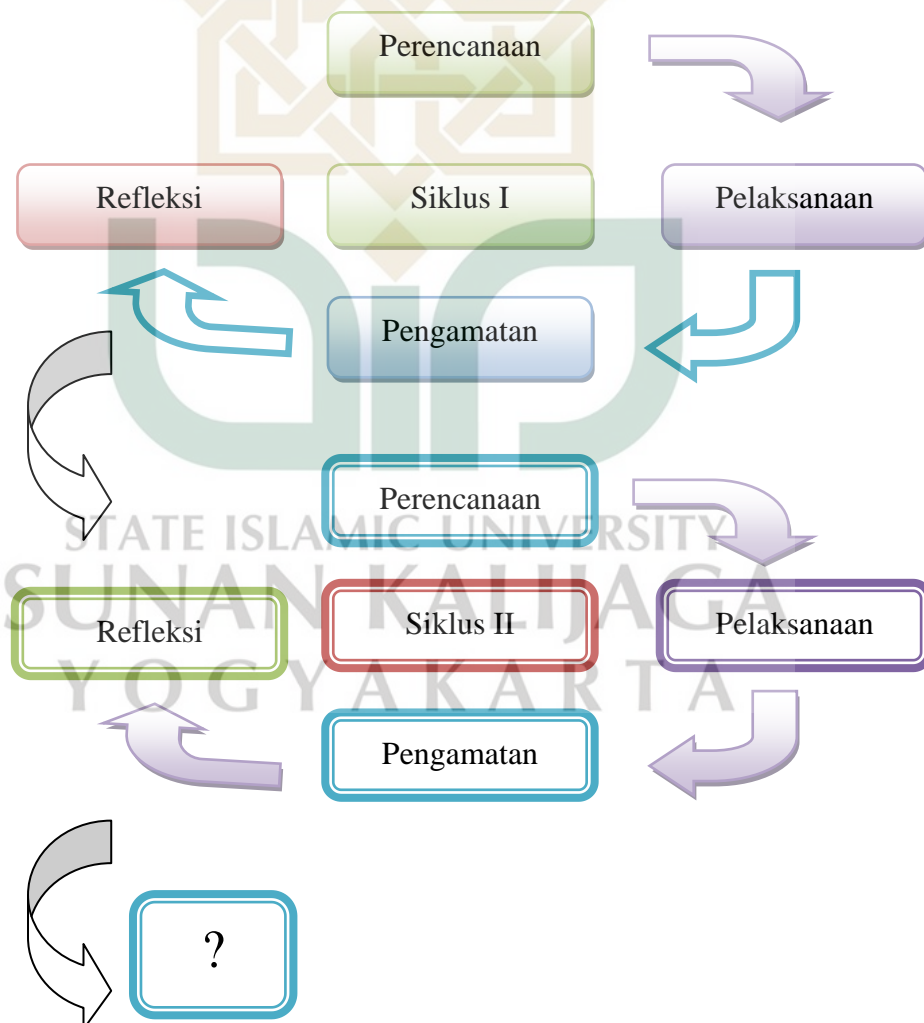 Perencanaan
Refleksi
Siklus I
Pelaksanaan
Pengamatan
Perencanaan
STATE ISLAMIC UNIVERSITY
SUNAN KALIJAGA
Refleksi
Siklus II
Pelaksanaan
YOGYAKARTA
Pengamatan
?